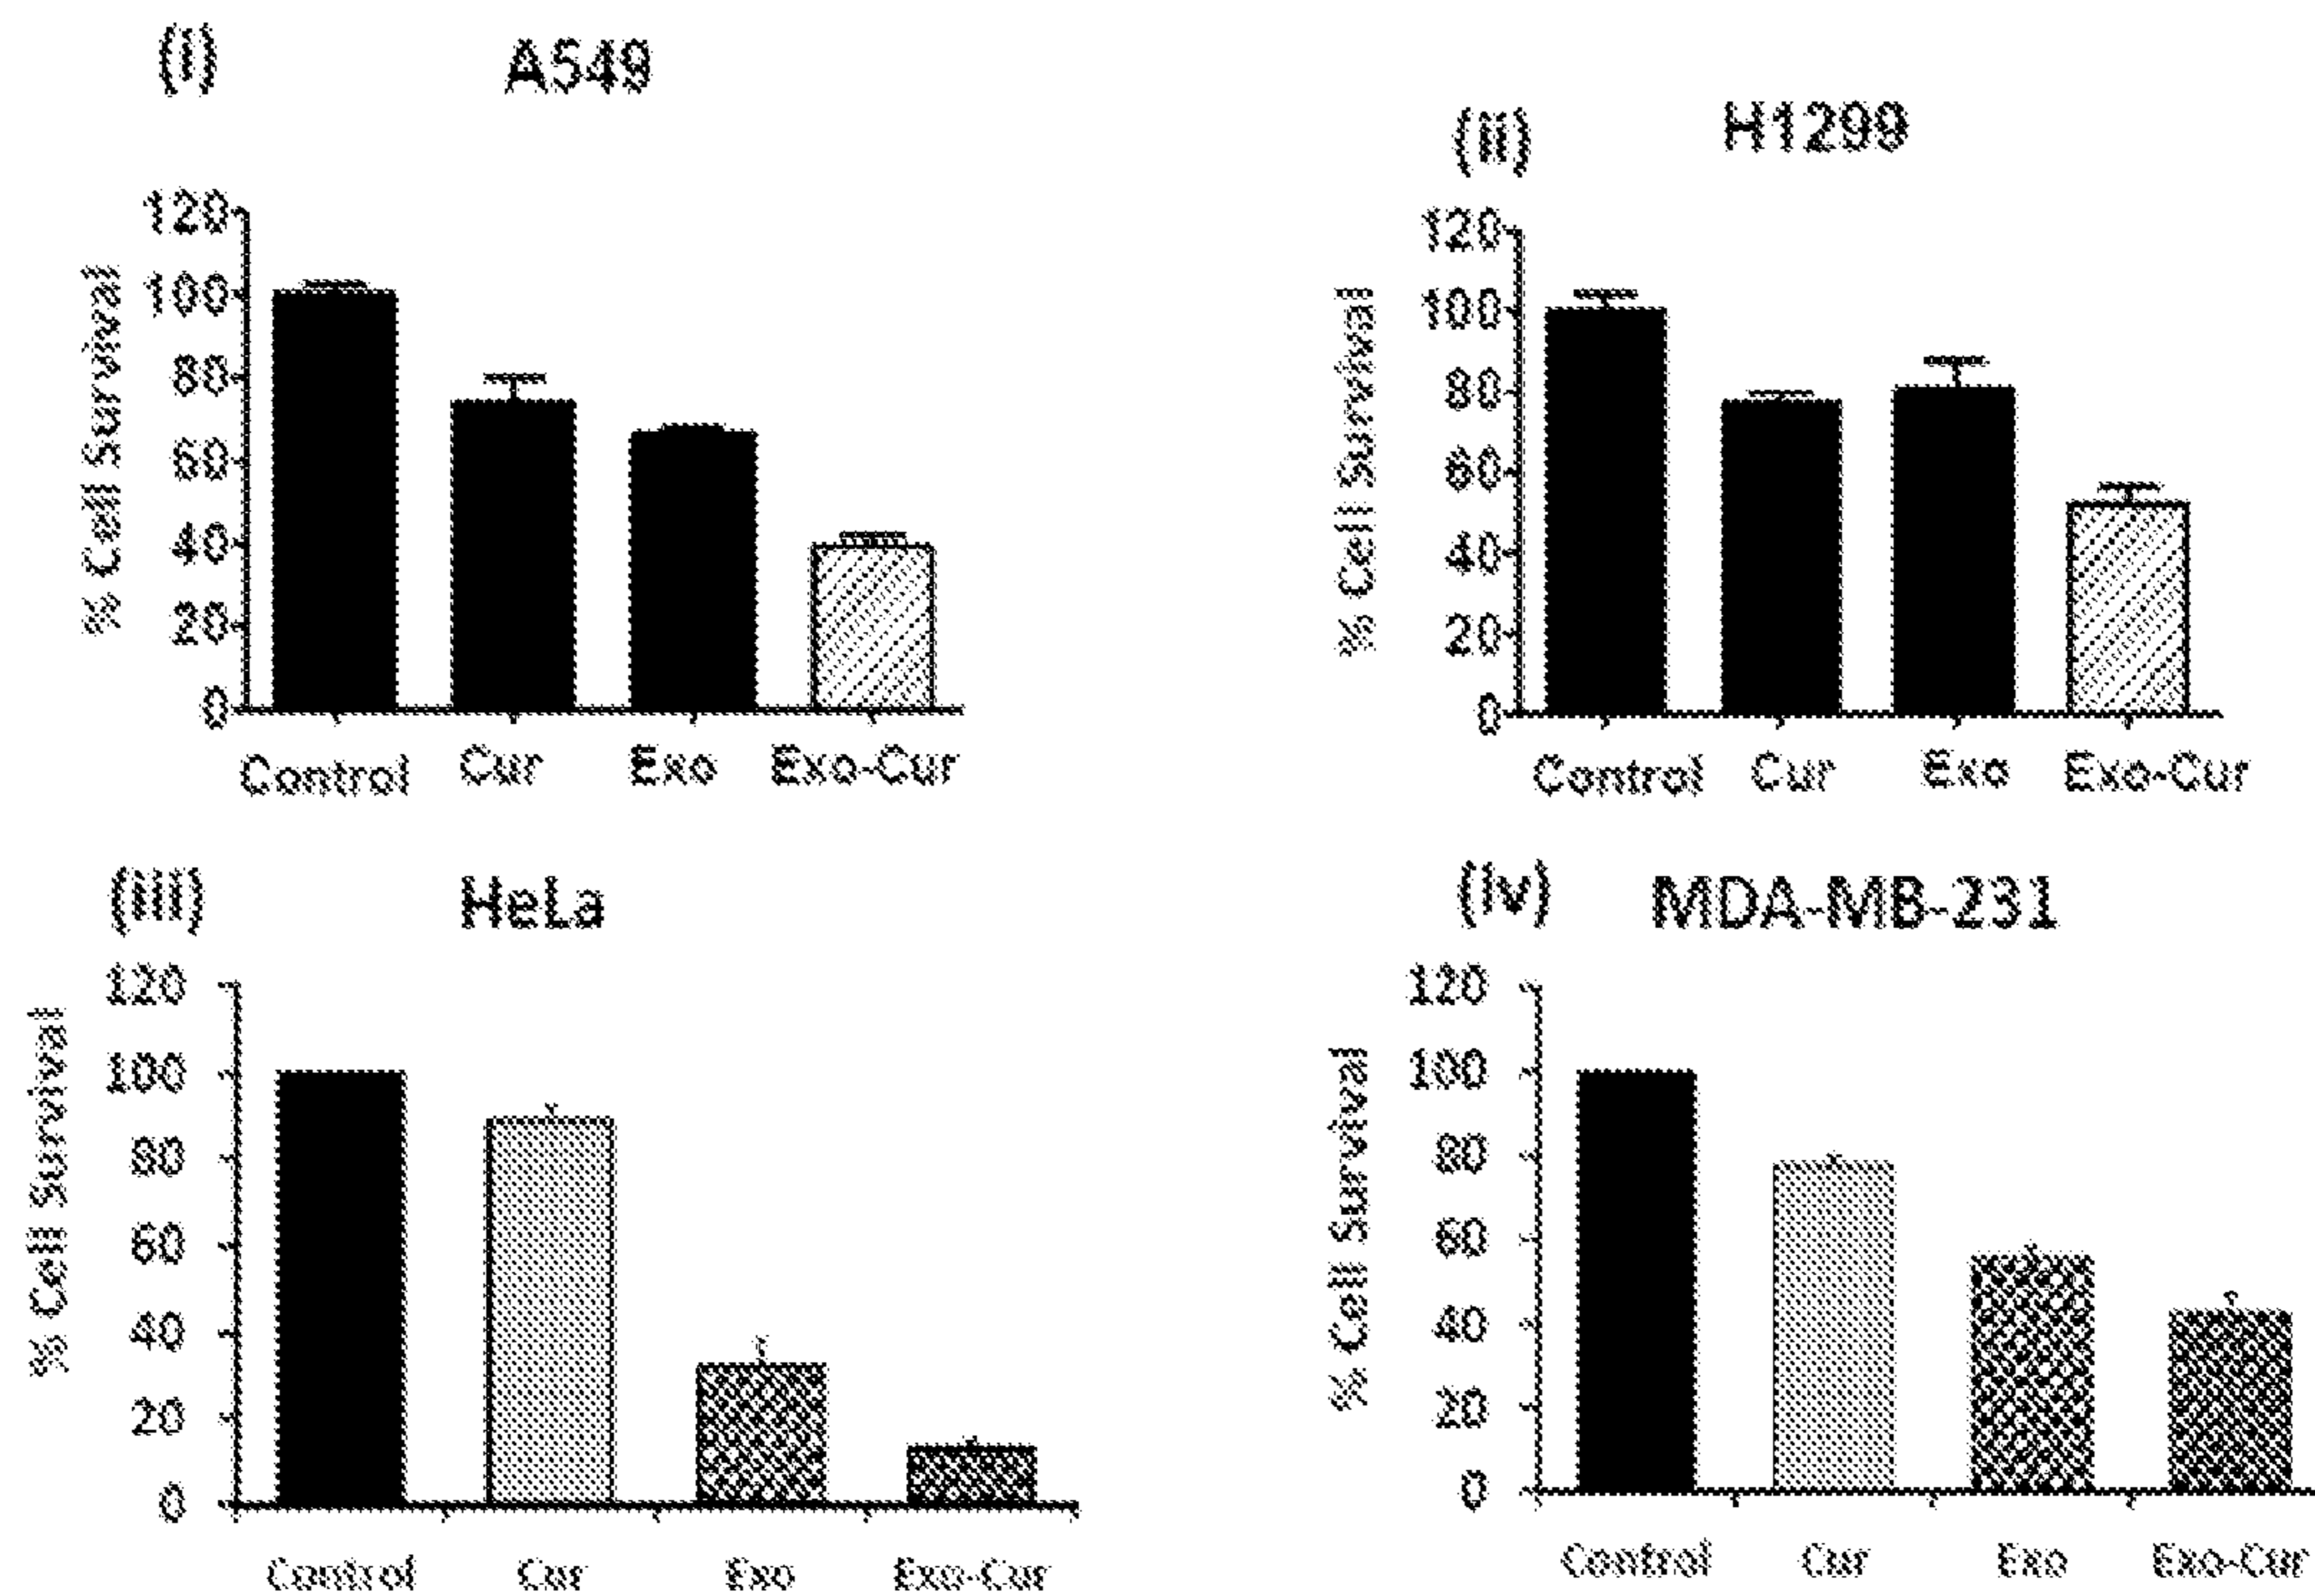 (i) A549
% Cell Survival
120
100
80
60
40
20
0
Control Cur Exo Exo-Cur
(ii) H1299
% Cell Survival
120
100
80
60
40
20
0
Control Cur Exo Exo-Cur
(iii) HeLa
% Cell Survival
120
100
80
60
40
20
0
Control Cur Exo Exo-Cur
(iv) MDA-MB-231
% Cell Survival
120
100
80
60
40
20
0
Control Cur Exo Exo-Cur